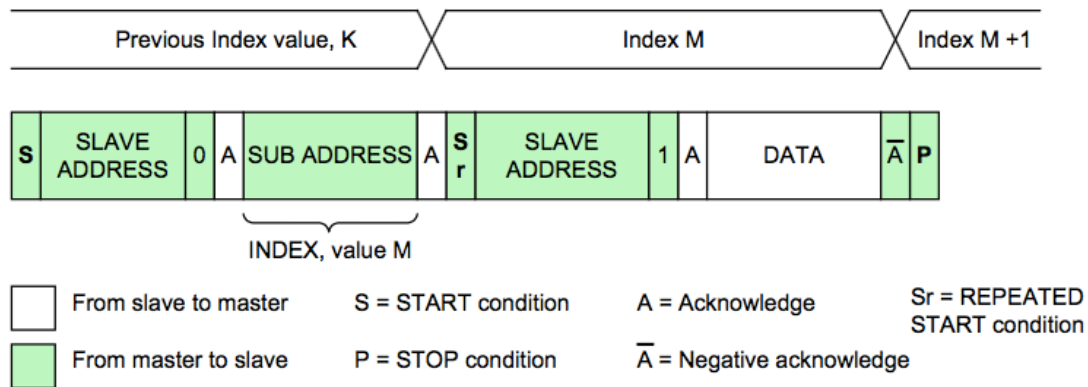 Previous Index value, K Index M Index M +1
S SLAVE ADDRESS 0 A SUB ADDRESS A Sr SLAVE ADDRESS 1 A DATA A̅ P
INDEX, value M
From slave to master S = START condition A = Acknowledge Sr = REPEATED START condition
From master to slave P = STOP condition A̅ = Negative acknowledge